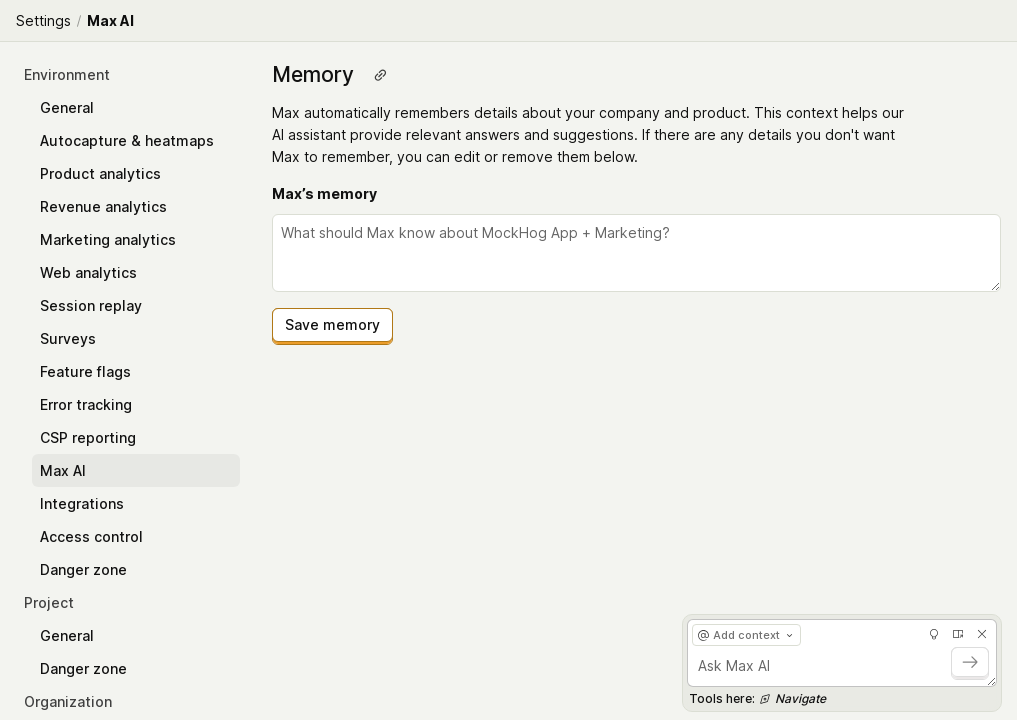 Settings / Max AI
Environment
General
Autocapture & heatmaps
Product analytics
Revenue analytics
Marketing analytics
Web analytics
Session replay
Surveys
Feature flags
Error tracking
CSP reporting
Max AI
Integrations
Access control
Danger zone
Project
General
Danger zone
Organization
Memory
Max automatically remembers details about your company and product. This context helps our
AI assistant provide relevant answers and suggestions. If there are any details you don't want
Max to remember, you can edit or remove them below.
Max’s memory
What should Max know about MockHog App + Marketing?
Save memory
@ Add context
Ask Max AI
Tools here: Navigate